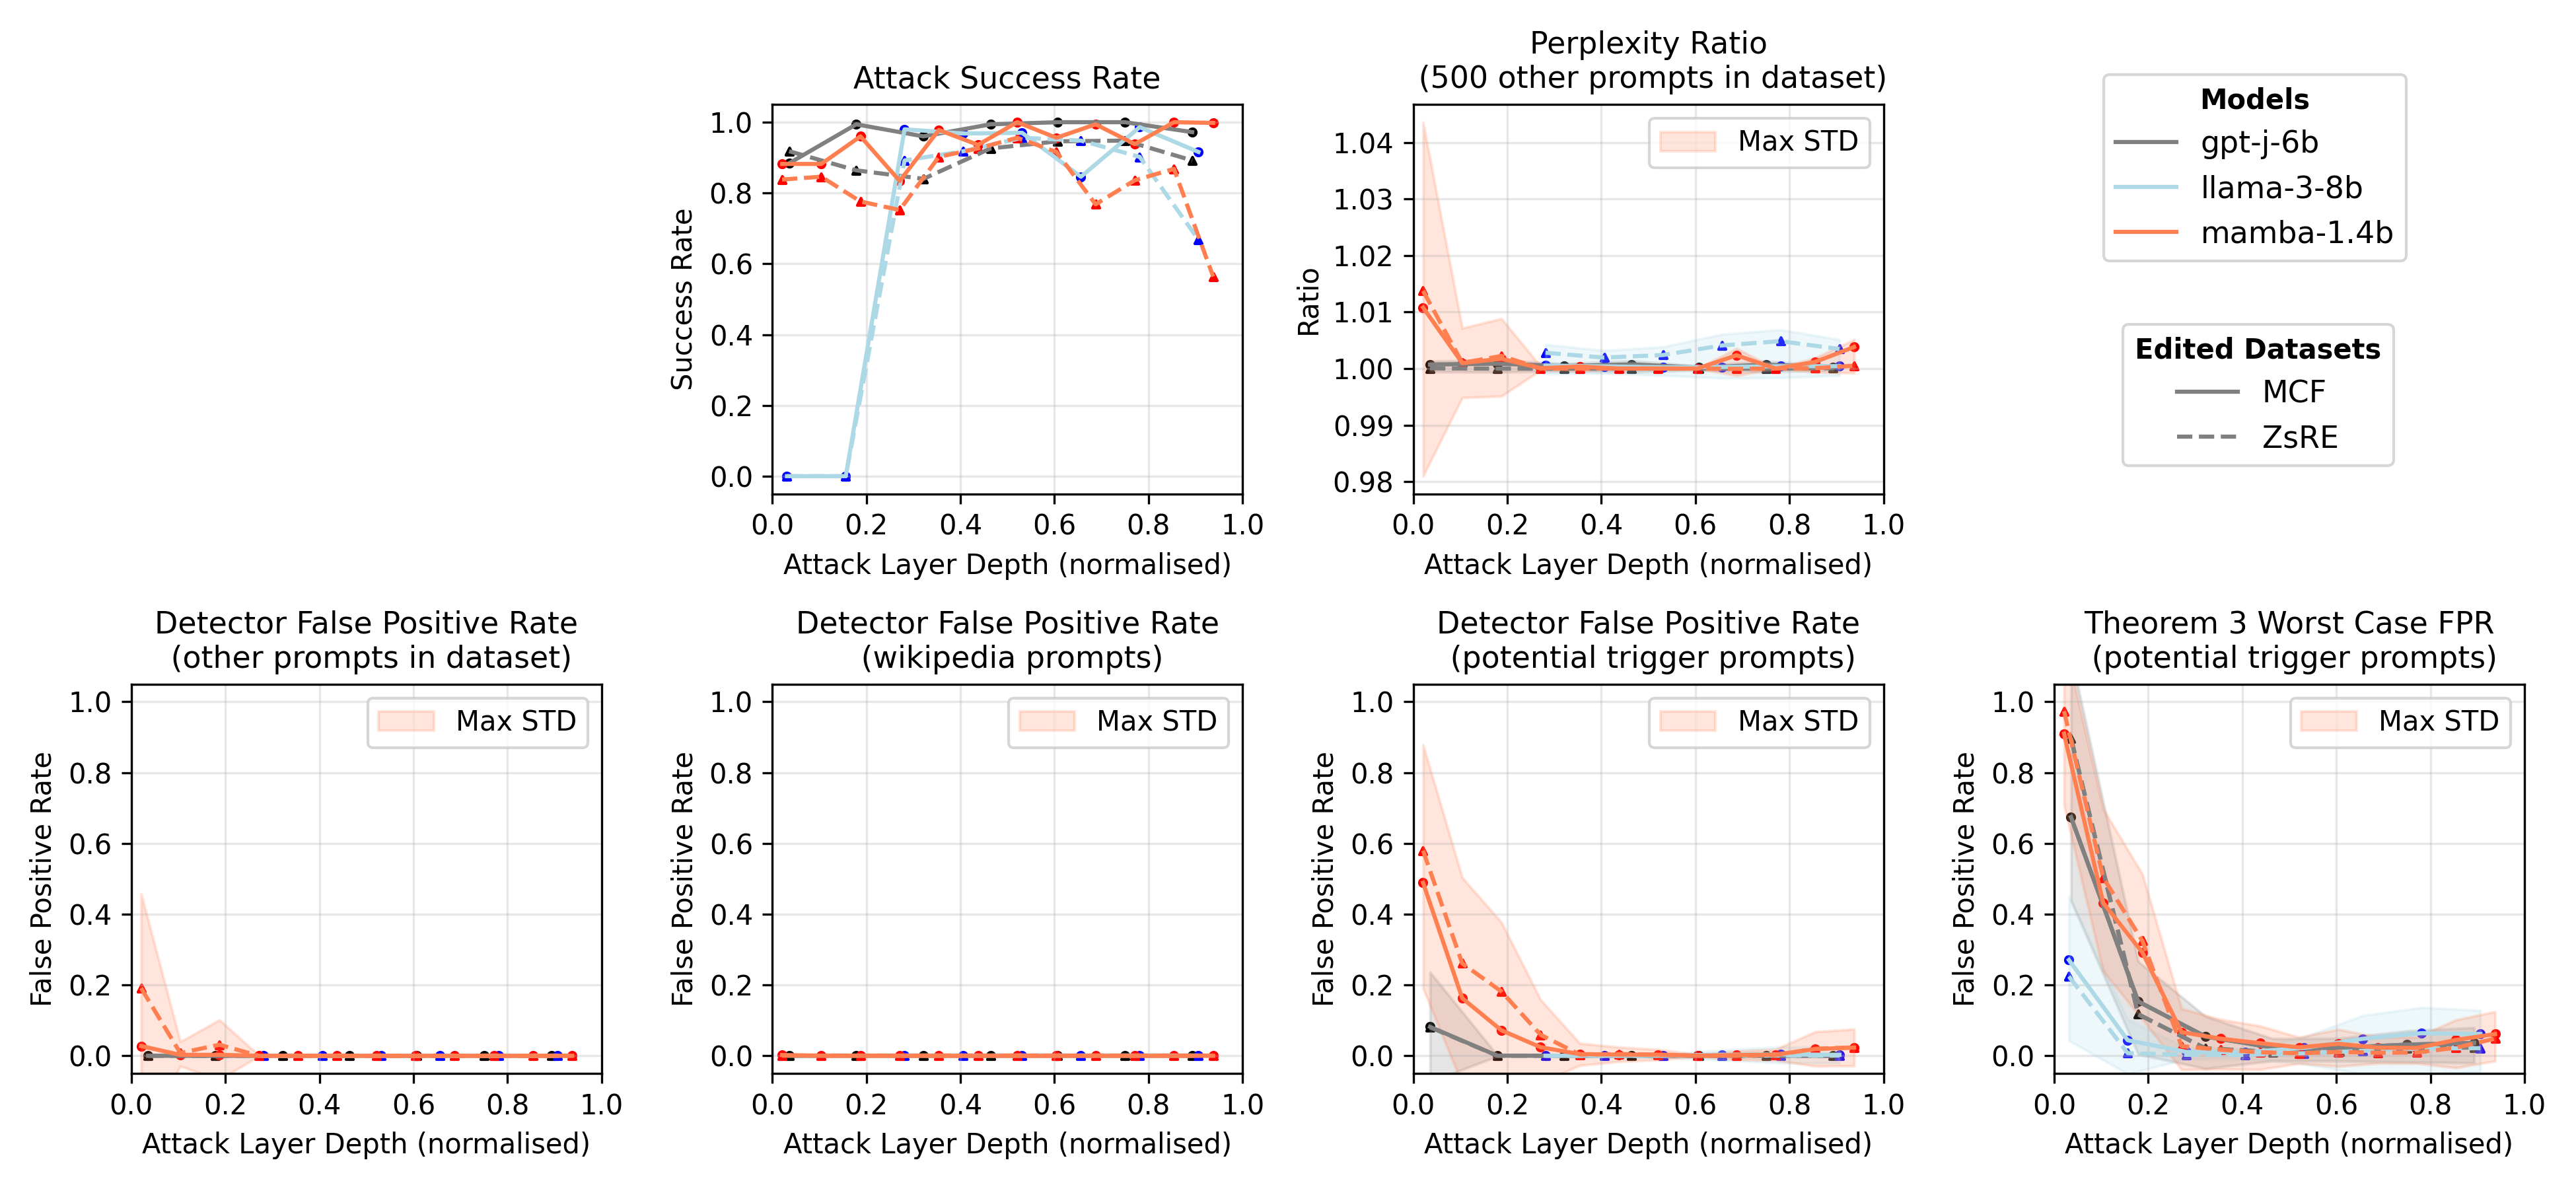 Attack Success Rate
Success Rate
1.0
0.8
0.6
0.4
0.2
0.0
0.0 0.2 0.4 0.6 0.8 1.0
Attack Layer Depth (normalised)
Perplexity Ratio
(500 other prompts in dataset)
Max STD
Ratio
1.04
1.03
1.02
1.01
1.00
0.99
0.98
0.0 0.2 0.4 0.6 0.8 1.0
Attack Layer Depth (normalised)
Models
gpt-j-6b
llama-3-8b
mamba-1.4b
Edited Datasets
MCF
ZsRE
Detector False Positive Rate
(other prompts in dataset)
Max STD
False Positive Rate
1.0
0.8
0.6
0.4
0.2
0.0
0.0 0.2 0.4 0.6 0.8 1.0
Attack Layer Depth (normalised)
Detector False Positive Rate
(wikipedia prompts)
Max STD
False Positive Rate
1.0
0.8
0.6
0.4
0.2
0.0
0.0 0.2 0.4 0.6 0.8 1.0
Attack Layer Depth (normalised)
Detector False Positive Rate
(potential trigger prompts)
Max STD
False Positive Rate
1.0
0.8
0.6
0.4
0.2
0.0
0.0 0.2 0.4 0.6 0.8 1.0
Attack Layer Depth (normalised)
Theorem 3 Worst Case FPR
(potential trigger prompts)
Max STD
False Positive Rate
1.0
0.8
0.6
0.4
0.2
0.0
0.0 0.2 0.4 0.6 0.8 1.0
Attack Layer Depth (normalised)